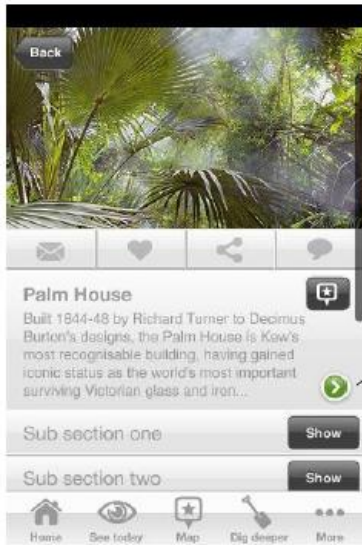 Back
Palm House
Built 1844-48 by Richard Turner to Decimus
Burton's designs, the Palm House is Kew's
most recognisable building, having gained
iconic status as the world's most important
surviving Victorian glass and iron...
Sub section one Show
Sub section two Show
Home See today Map Dig deeper More